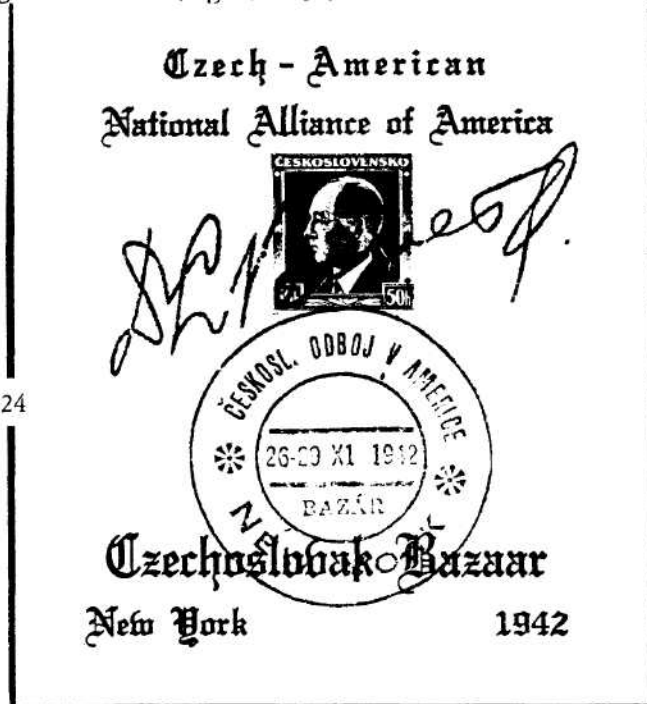 Czech - American
National Alliance of America
ČESKOSLOVENSKO
50h
ČESKOSL. ODBOJ V AMERICE
24
26-29 XI 1942
BAZÁR
Czechoslovak Bazaar
New York 1942